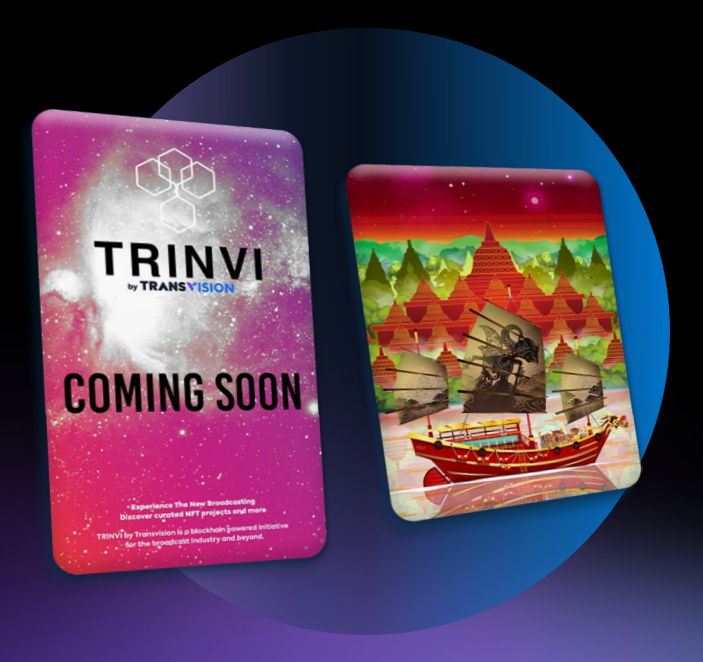 TRINVI
by TRANSVISION
COMING SOON
Experience The New Broadcasting
Discover curated NFT projects and more
TRINVI by Transvision is a blockhain powered initiative
for the broadcast industry and beyond.